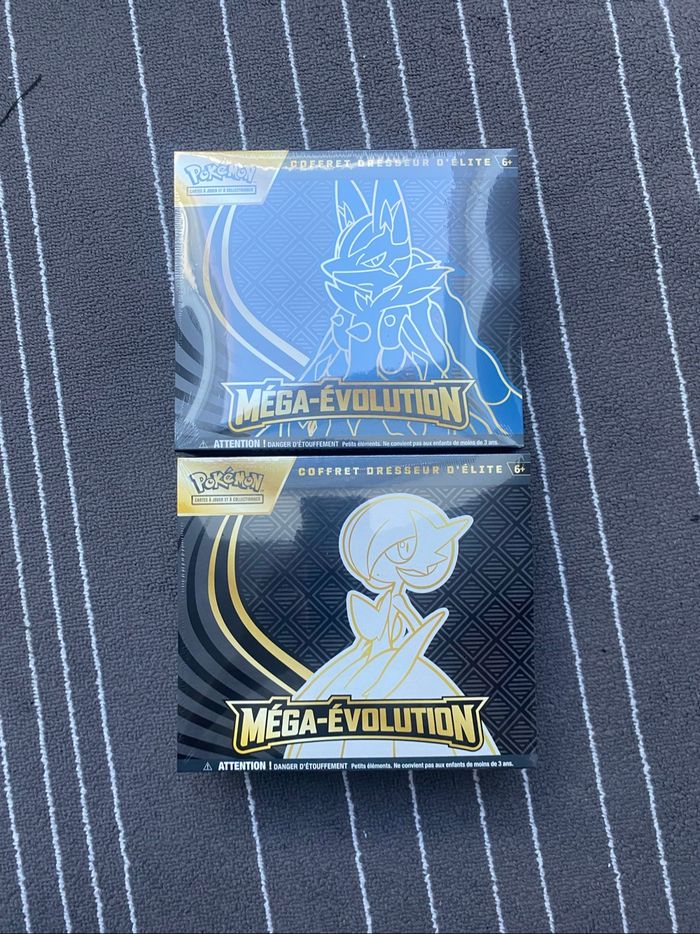 POKÉMON
CARTES À JOUER ET À COLLECTIONNER
COFFRET DRESSEUR D'ÉLITE 6+
MÉGA-ÉVOLUTION
ATTENTION ! DANGER D'ÉTOUFFEMENT Petits éléments. Ne convient pas aux enfants de moins de 3 ans.
POKÉMON
CARTES À JOUER ET À COLLECTIONNER
COFFRET DRESSEUR D'ÉLITE 6+
MÉGA-ÉVOLUTION
ATTENTION ! DANGER D'ÉTOUFFEMENT Petits éléments. Ne convient pas aux enfants de moins de 3 ans.